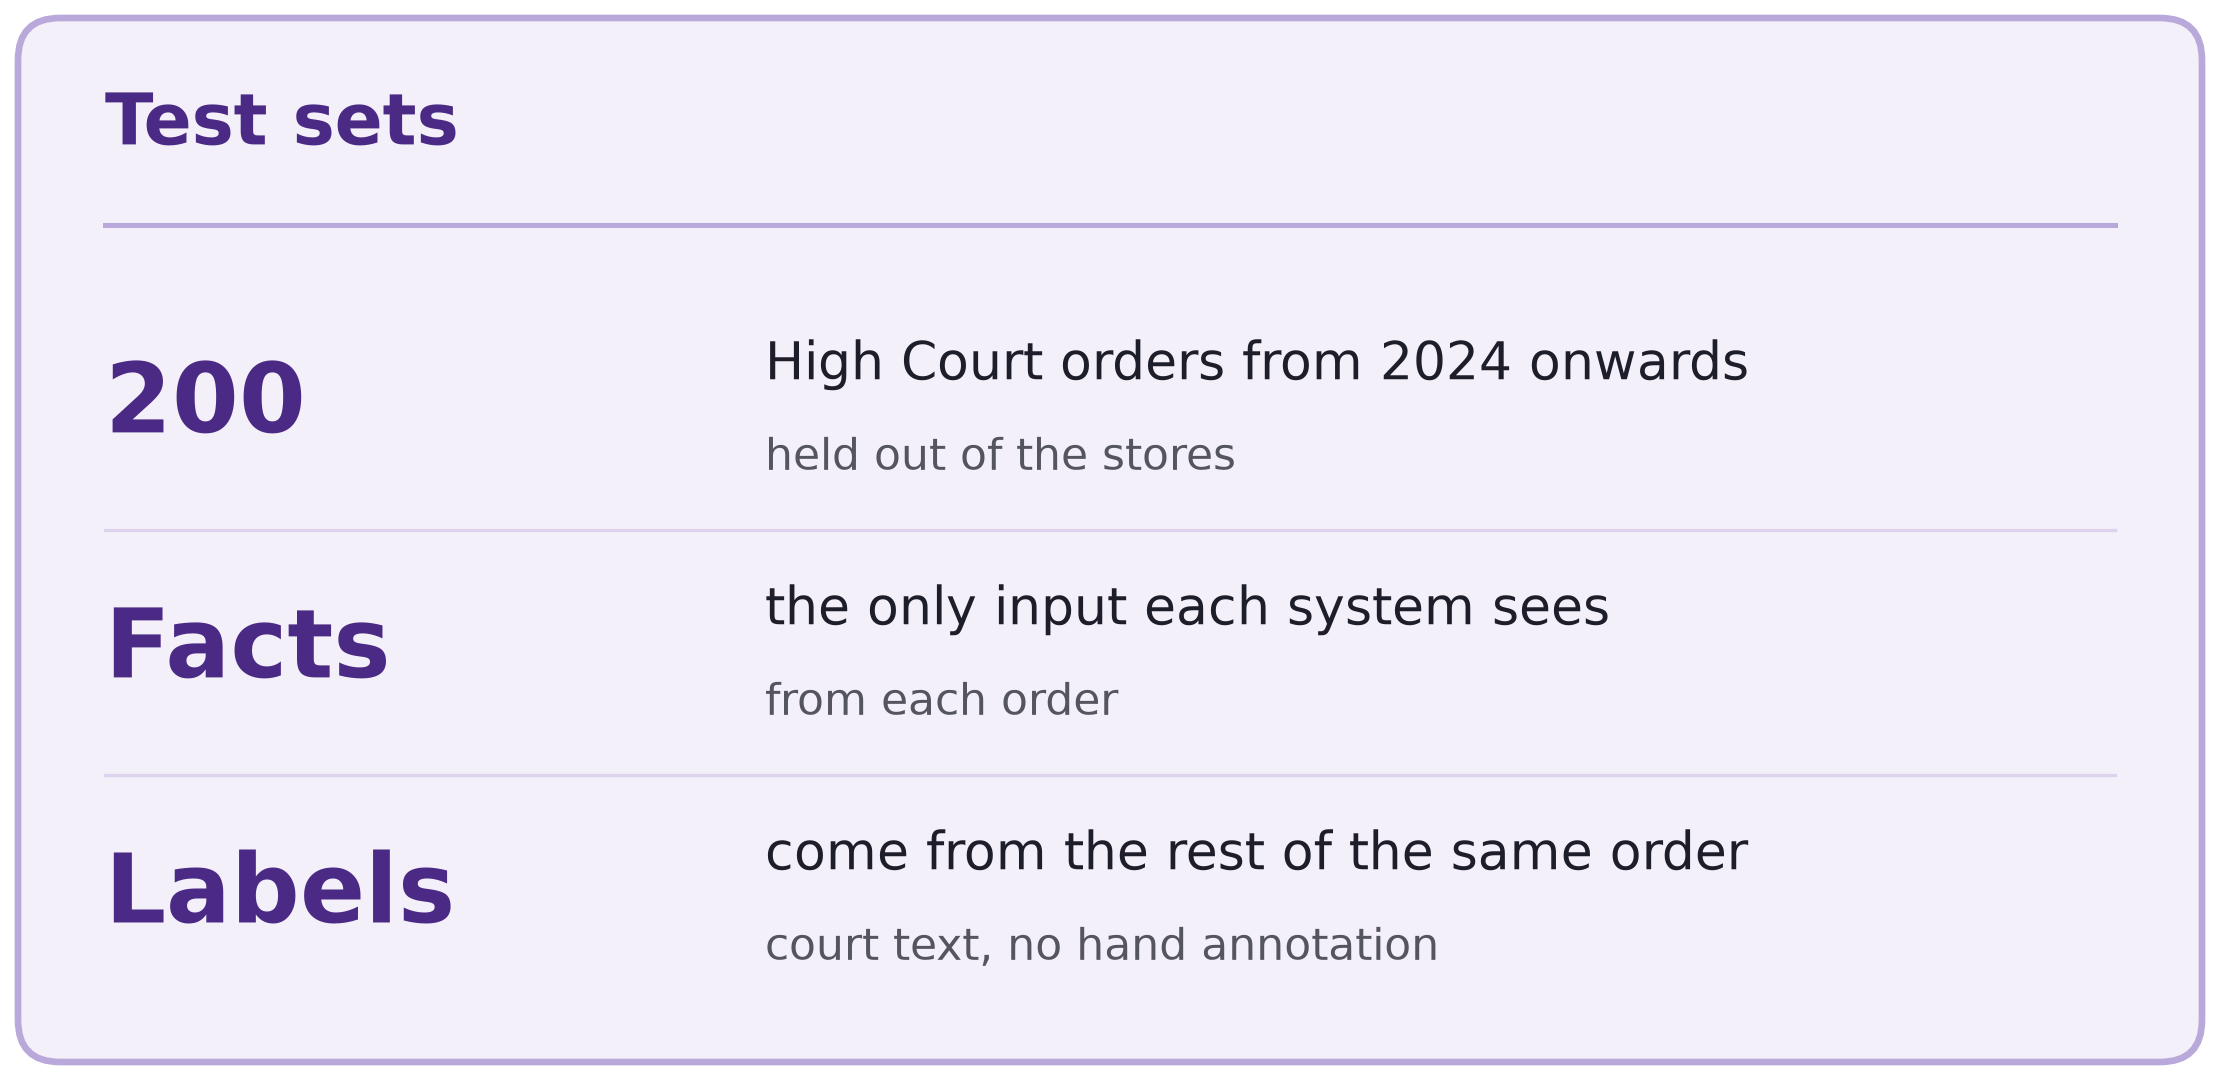 Test sets
200
High Court orders from 2024 onwards
held out of the stores
Facts
the only input each system sees
from each order
Labels
come from the rest of the same order
court text, no hand annotation